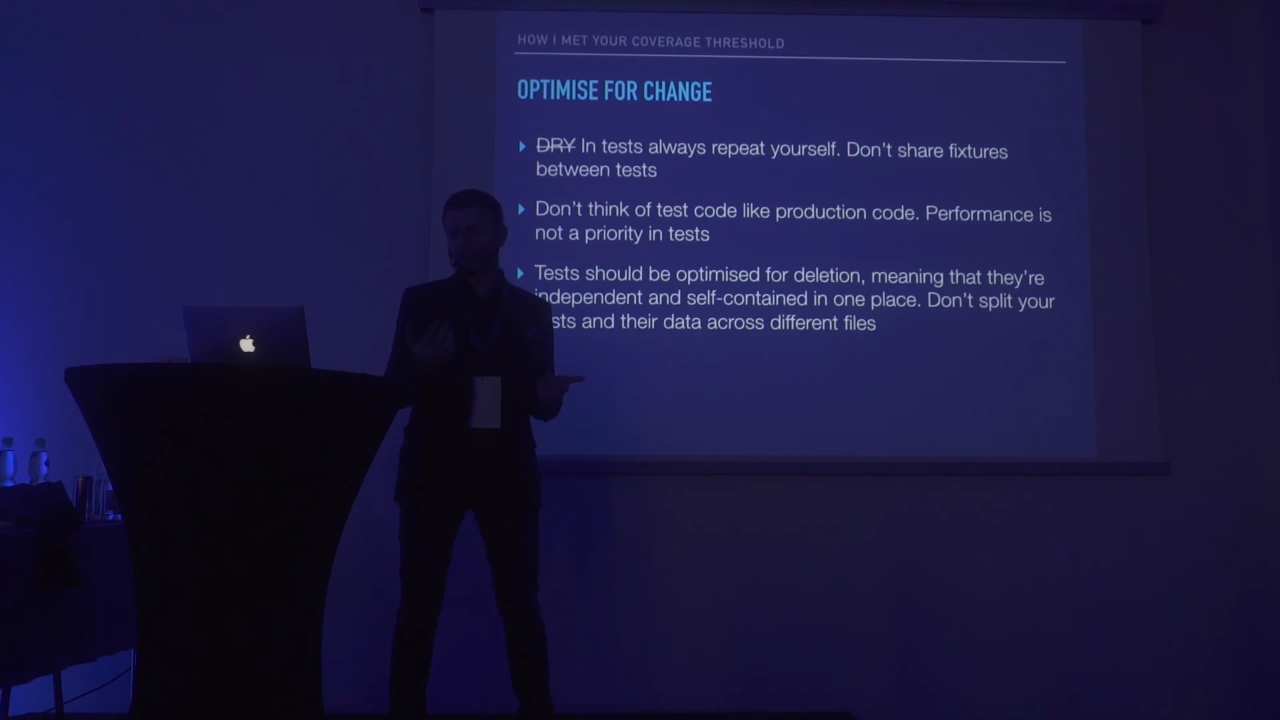 HOW I MET YOUR COVERAGE THRESHOLD
OPTIMISE FOR CHANGE
DRY In tests always repeat yourself. Don't share fixtures
between tests
Don't think of test code like production code. Performance is
not a priority in tests
Tests should be optimised for deletion, meaning that they're
independent and self-contained in one place. Don't split your
sts and their data across different files